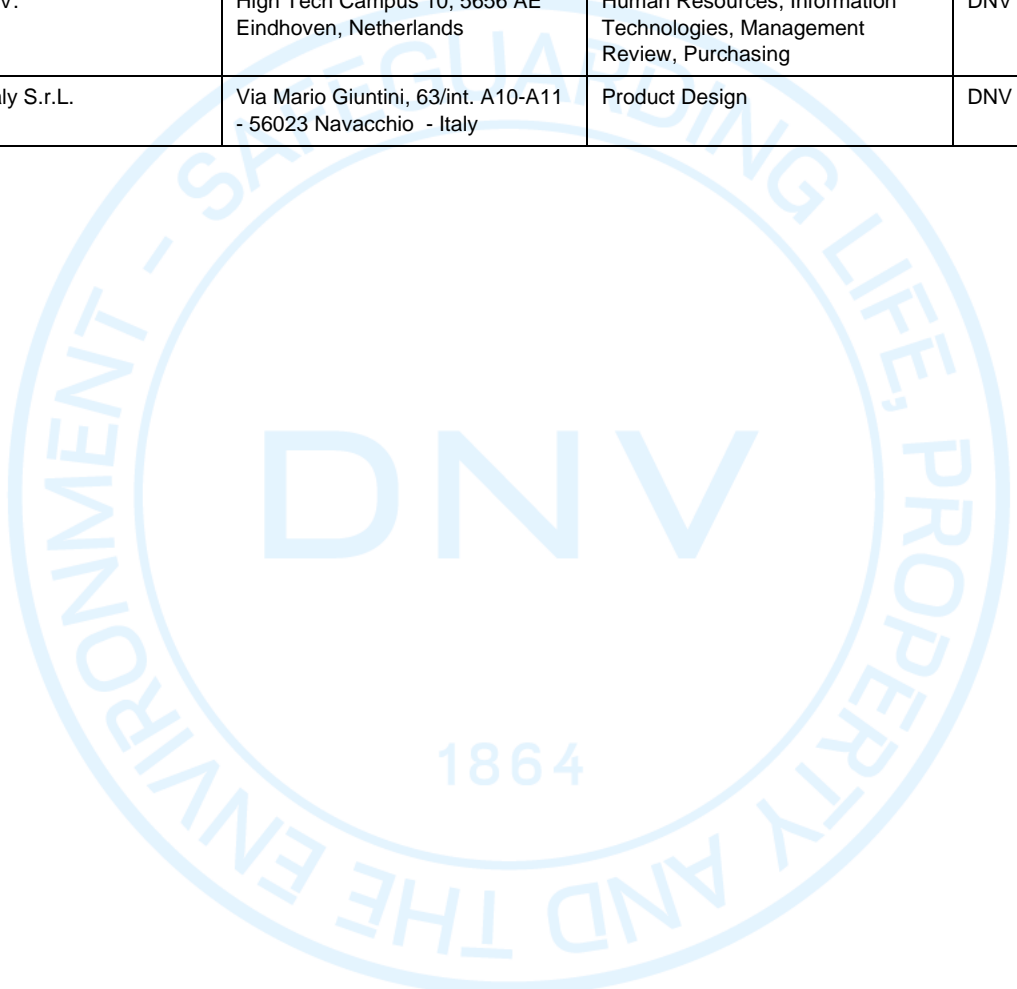 V.
High Tech Campus 10, 5656 AE
Eindhoven, Netherlands
Human Resources, Information
Technologies, Management
Review, Purchasing
DNV
aly S.r.L.
Via Mario Giuntini, 63/int. A10-A11
- 56023 Navacchio - Italy
Product Design
DNV
SAFEGUARDING LIFE, PROPERTY AND THE ENVIRONMENT -
DNV
1864